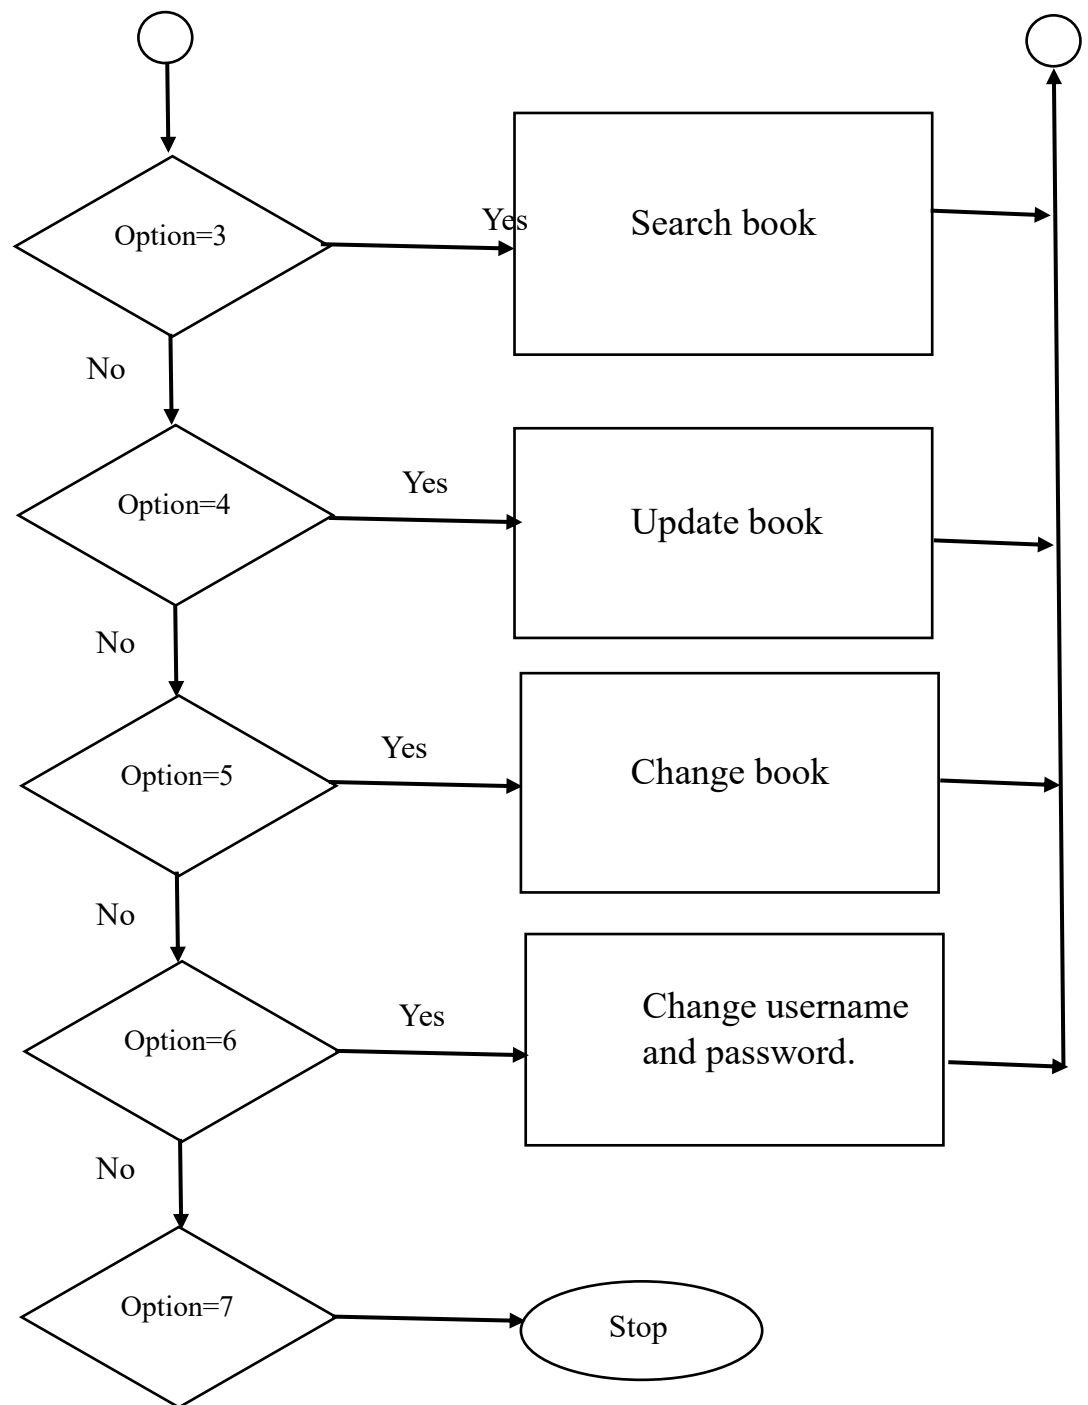 Option=3
Yes
Search book
No
Option=4
Yes
Update book
No
Option=5
Yes
Change book
No
Option=6
Yes
Change username
and password.
No
Option=7
Stop